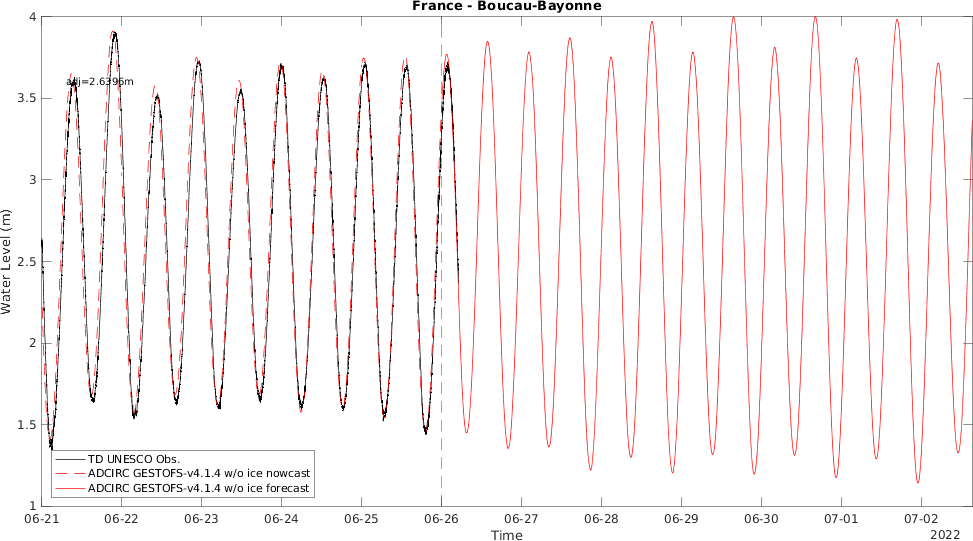 France - Boucau-Bayonne
4
3.5
3
2.5
2
1.5
1
Water Level (m)
adj=2.6396m
TD UNESCO Obs.
ADCIRC GESTOFS-v4.1.4 w/o ice nowcast
ADCIRC GESTOFS-v4.1.4 w/o ice forecast
06-21 06-22 06-23 06-24 06-25 06-26 06-27 06-28 06-29 06-30 07-01 07-02
2022
Time